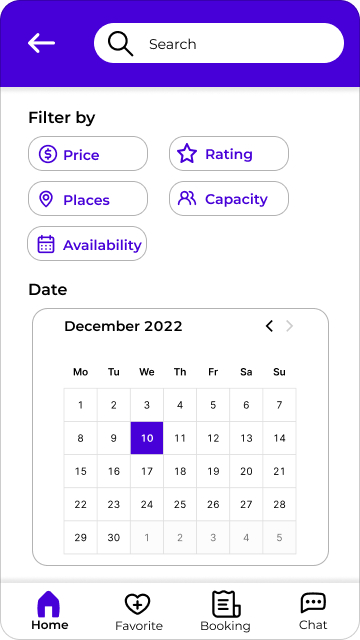 Search
Filter by
Price
Rating
Places
Capacity
Availability
Date
December 2022
Mo Tu We Th Fr Sa Su
1 2 3 4 5 6 7
8 9 10 11 12 13 14
15 16 17 18 19 20 21
22 23 24 25 26 27 28
29 30 1 2 3 4 5
Home Favorite Booking Chat